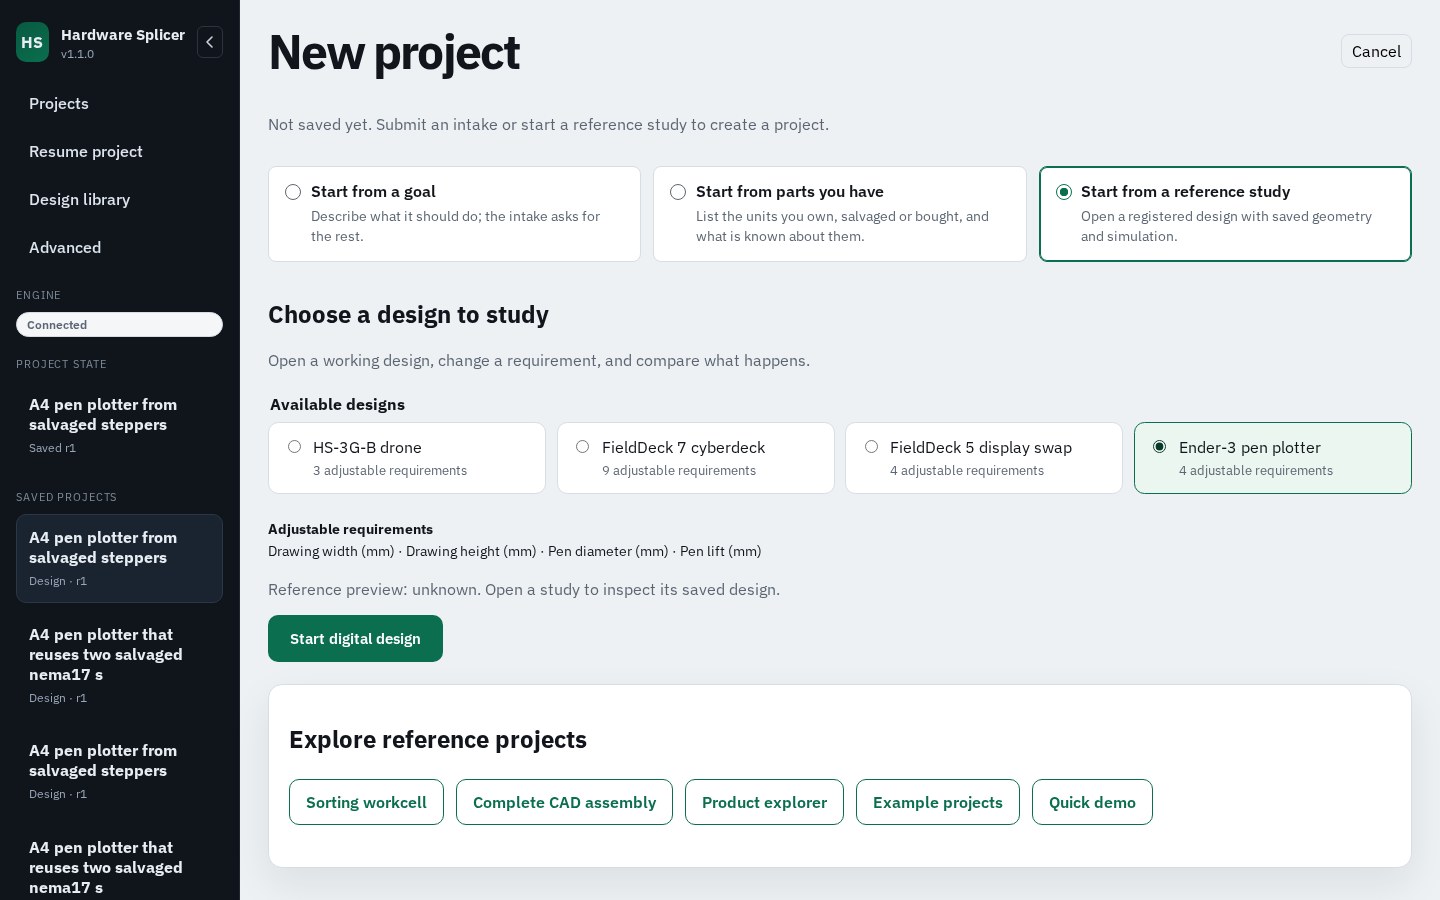 HS
Hardware Splicer
v1.1.0
Projects
Resume project
Design library
Advanced
ENGINE
Connected
PROJECT STATE
A4 pen plotter from
salvaged steppers
Saved r1
SAVED PROJECTS
A4 pen plotter from
salvaged steppers
Design · r1
A4 pen plotter that
reuses two salvaged
nema17 s
Design · r1
A4 pen plotter from
salvaged steppers
Design · r1
A4 pen plotter that
reuses two salvaged
nema17 s
New project
Cancel
Not saved yet. Submit an intake or start a reference study to create a project.
Start from a goal
Describe what it should do; the intake asks for
the rest.
Start from parts you have
List the units you own, salvaged or bought, and
what is known about them.
Start from a reference study
Open a registered design with saved geometry
and simulation.
Choose a design to study
Open a working design, change a requirement, and compare what happens.
Available designs
HS-3G-B drone
3 adjustable requirements
FieldDeck 7 cyberdeck
9 adjustable requirements
FieldDeck 5 display swap
4 adjustable requirements
Ender-3 pen plotter
4 adjustable requirements
Adjustable requirements
Drawing width (mm) · Drawing height (mm) · Pen diameter (mm) · Pen lift (mm)
Reference preview: unknown. Open a study to inspect its saved design.
Start digital design
Explore reference projects
Sorting workcell
Complete CAD assembly
Product explorer
Example projects
Quick demo